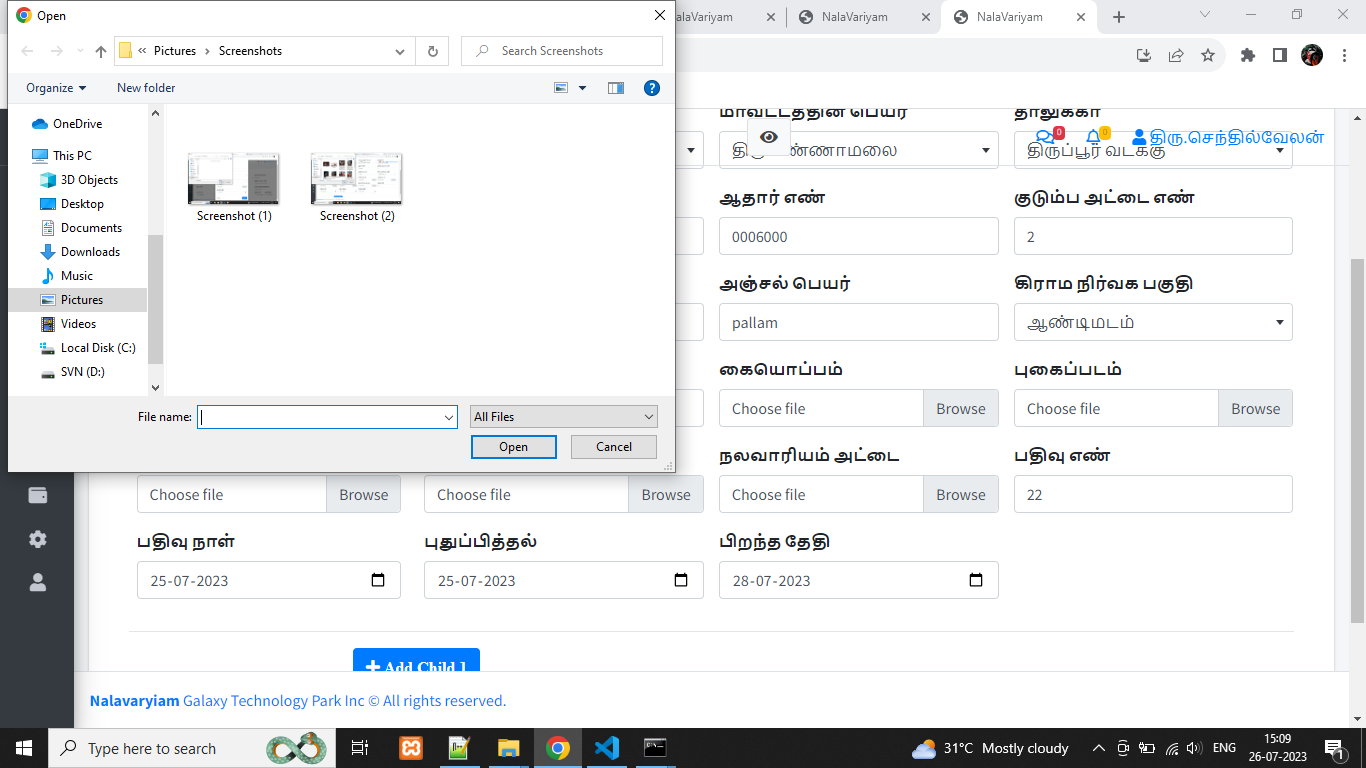 Open
alaVariyam
NalaVariyam
NalaVariyam
Pictures
Screenshots
Search Screenshots
Organize
New folder
OneDrive
This PC
3D Objects
Desktop
Documents
Downloads
Music
Pictures
Videos
Local Disk (C:)
SVN (D:)
Screenshot (1)
Screenshot (2)
File name:
All Files
Open
Cancel
மாவட்டத்தின் பெயர்
தாலுக்கா
0
0
திரு.செந்தில்வேலன்
திருப்பூர் வடக்கு
ஆதார் எண்
குடும்ப அட்டை எண்
0006000
2
அஞ்சல் பெயர்
கிராம நிர்வக பகுதி
pallam
ஆண்டிமடம்
கையொப்பம்
புகைப்படம்
Choose file Browse
Choose file Browse
நலவாரியம் அட்டை
பதிவு எண்
Choose file Browse
Choose file Browse
Choose file Browse
22
பதிவு நாள்
புதுப்பித்தல்
பிறந்த தேதி
25-07-2023
25-07-2023
28-07-2023
Add Child 1
Nalavaryiam Galaxy Technology Park Inc © All rights reserved.
Type here to search
31°C Mostly cloudy
ENG
15:09
26-07-2023
1